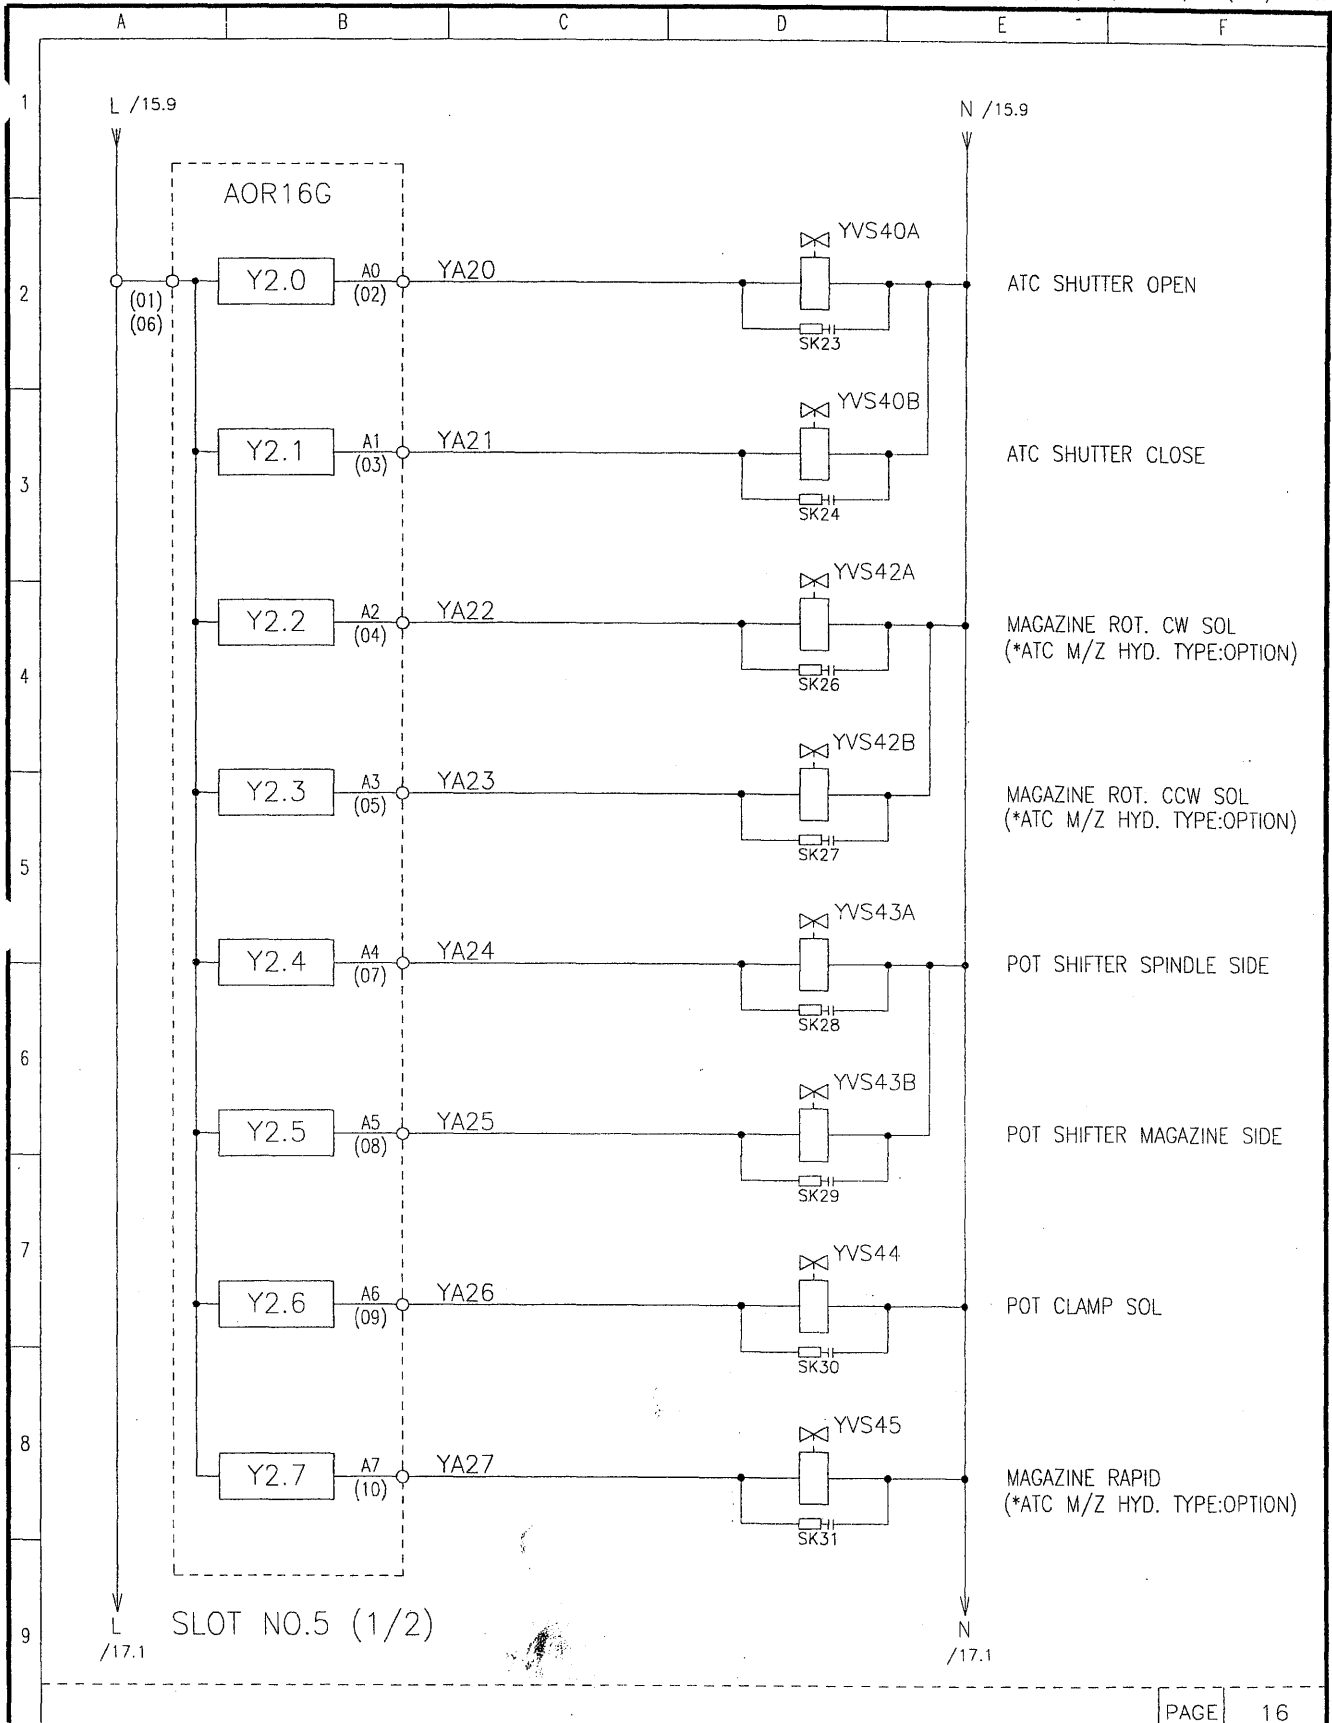 A B C D E F
1
L /15.9 N /15.9
AOR16G
YVS40A
2
Y2.0 A0 YA20 ATC SHUTTER OPEN
(01) (02)
(06)
SK23
YVS40B
Y2.1 A1 YA21 ATC SHUTTER CLOSE
(03)
3
SK24
YVS42A
Y2.2 A2 YA22 MAGAZINE ROT. CW SOL
(04) (*ATC M/Z HYD. TYPE:OPTION)
4
SK26
YVS42B
Y2.3 A3 YA23 MAGAZINE ROT. CCW SOL
(05) (*ATC M/Z HYD. TYPE:OPTION)
SK27
5
YVS43A
Y2.4 A4 YA24 POT SHIFTER SPINDLE SIDE
(07)
SK28
6
YVS43B
Y2.5 A5 YA25 POT SHIFTER MAGAZINE SIDE
(08)
SK29
7
YVS44
Y2.6 A6 YA26 POT CLAMP SOL
(09)
SK30
YVS45
8
Y2.7 A7 YA27 MAGAZINE RAPID
(10) (*ATC M/Z HYD. TYPE:OPTION)
SK31
9
L SLOT NO.5 (1/2) N
/17.1 /17.1
PAGE 16